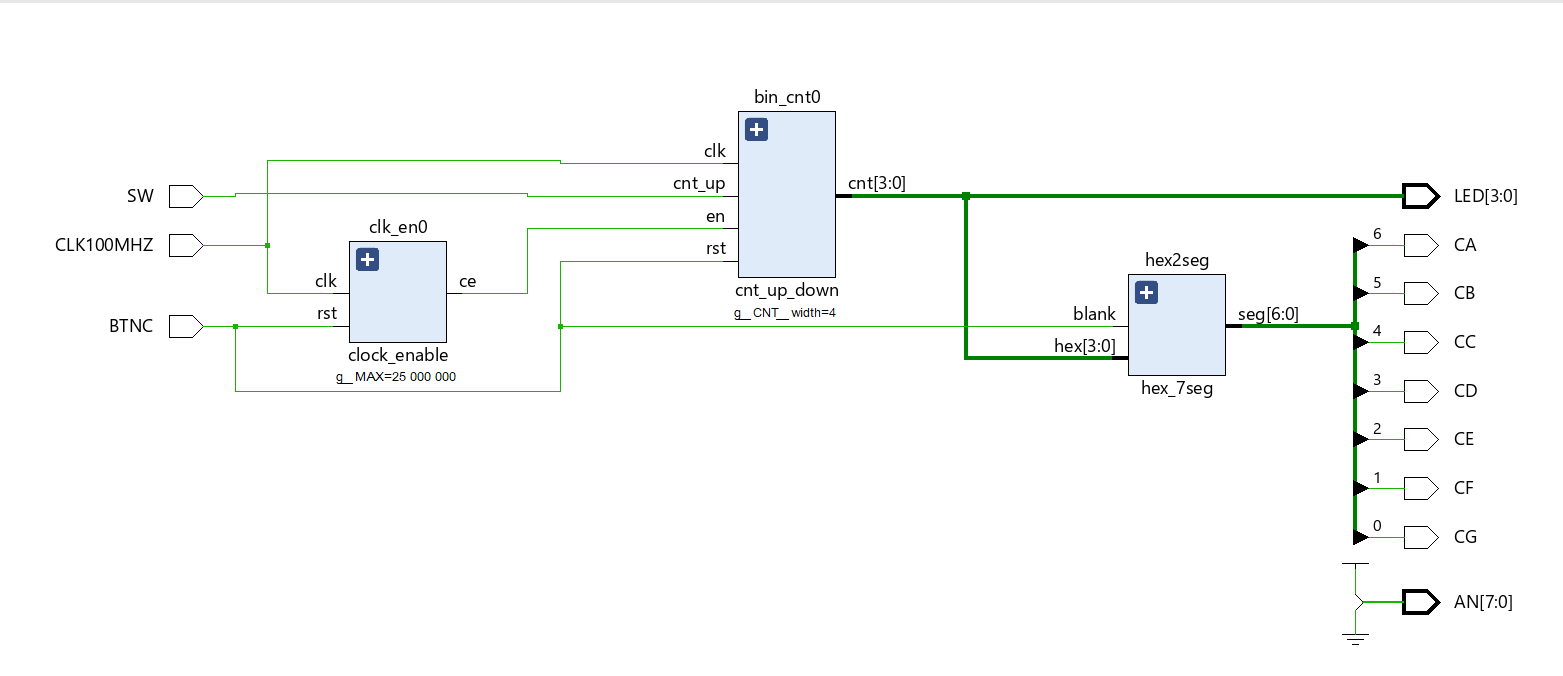 bin_cnt0
clk
SW
cnt_up
cnt[3:0]
LED[3:0]
en
clk_en0
CLK100MHZ
rst
6
CA
hex2seg
clk
ce
cnt_up_down
5
CB
g__CNT__width=4
rst
blank
seg[6:0]
BTNC
4
CC
hex[3:0]
clock_enable
g__MAX=25 000 000
hex_7seg
3
CD
2
CE
1
CF
0
CG
AN[7:0]